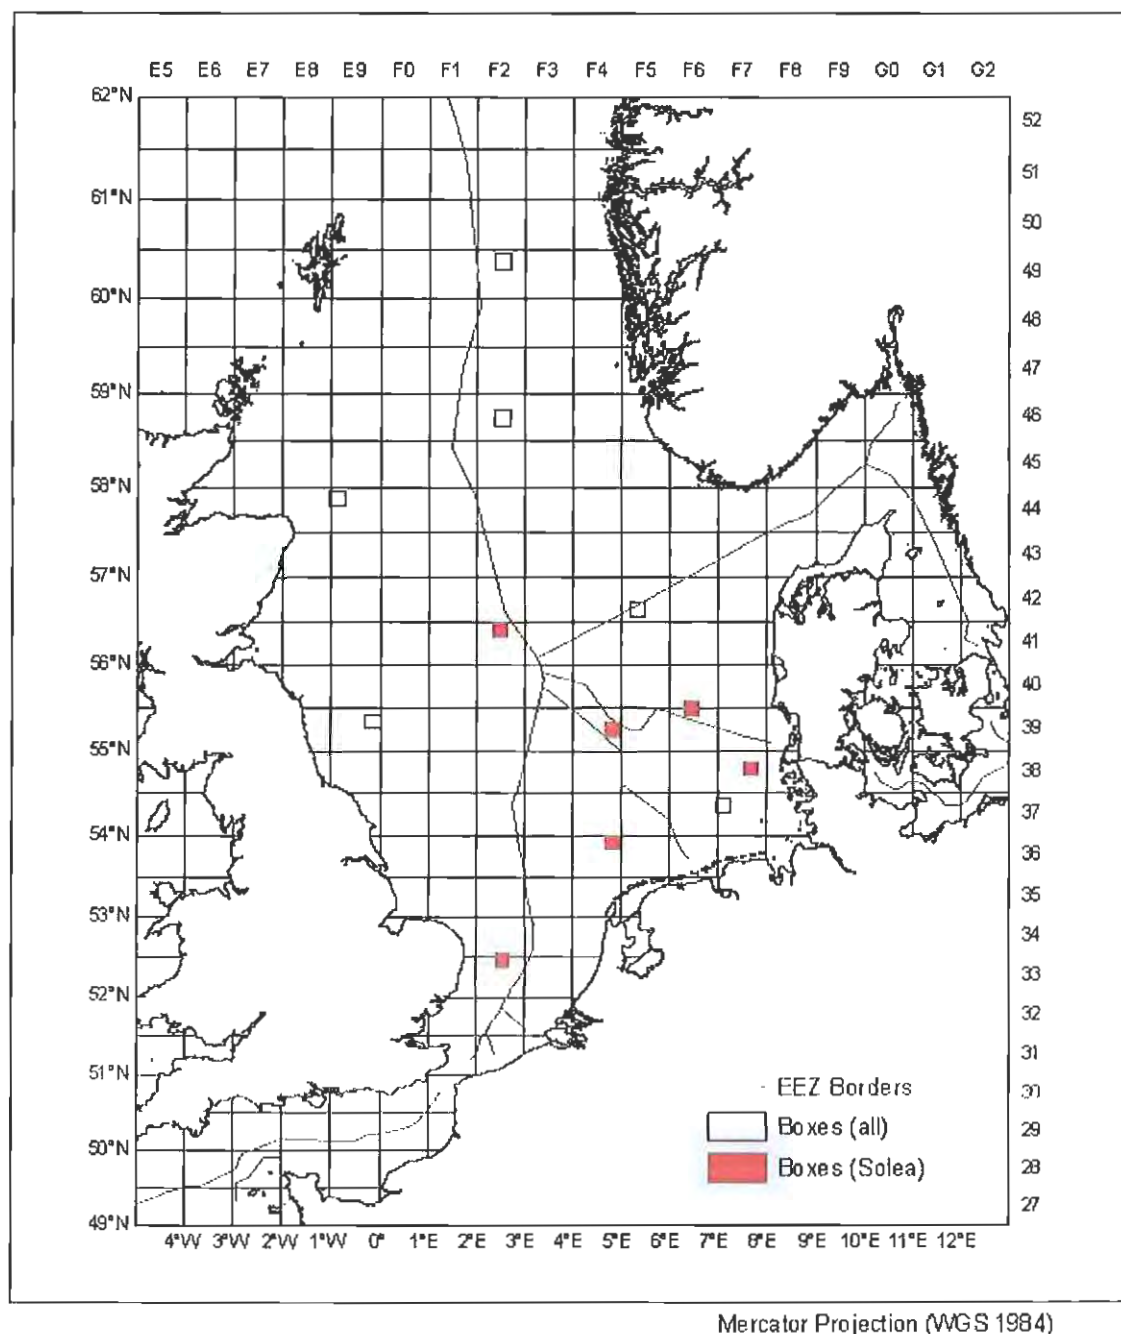 E5 E6 E7 E8 E9 F0 F1 F2 F3 F4 F5 F6 F7 F8 F9 G0 G1 G2
62°N
52
51
61°N
50
49
60°N
48
47
59°N
46
45
58°N
44
43
57°N
42
41
56°N
40
39
55°N
38
37
54°N
36
35
53°N
34
33
52°N
32
31
51°N
30
EEZ Borders
Boxes (all)
29
50°N
Boxes (Solea)
28
27
49°N
4°W 3°W 2°W 1°W 0° 1°E 2°E 3°E 4°E 5°E 6°E 7°E 8°E 9°E 10°E 11°E 12°E
Mercator Projection (WGS 1984)